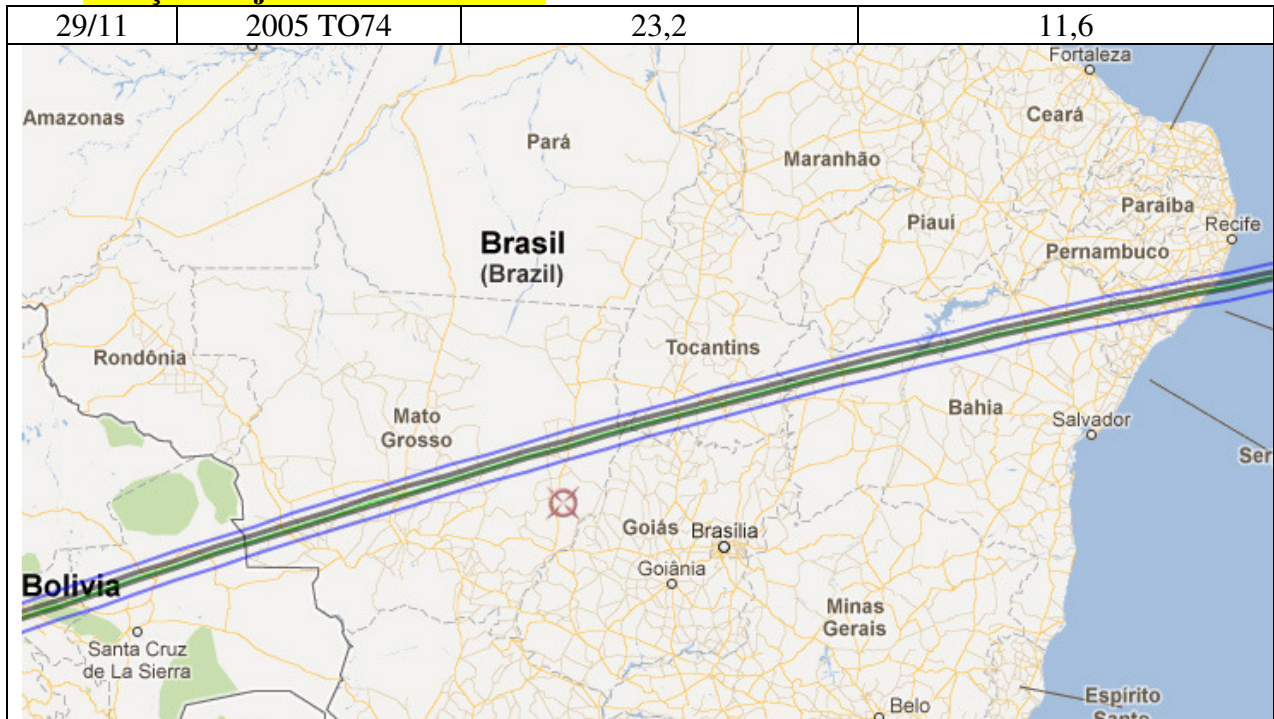 29/11 2005 TO74 23,2 11,6
Fortaleza
Amazonas
Ceará
Pará
Maranhão
Paraíba
Piauí
Recife
Brasil
(Brazil)
Pernambuco
Rondônia
Tocantins
Mato
Grosso
Bahia
Salvador
Ser
Goiás
Brasília
Goiânia
Bolivia
Minas
Gerais
Santa Cruz
de La Sierra
Espírito
Santo
Belo